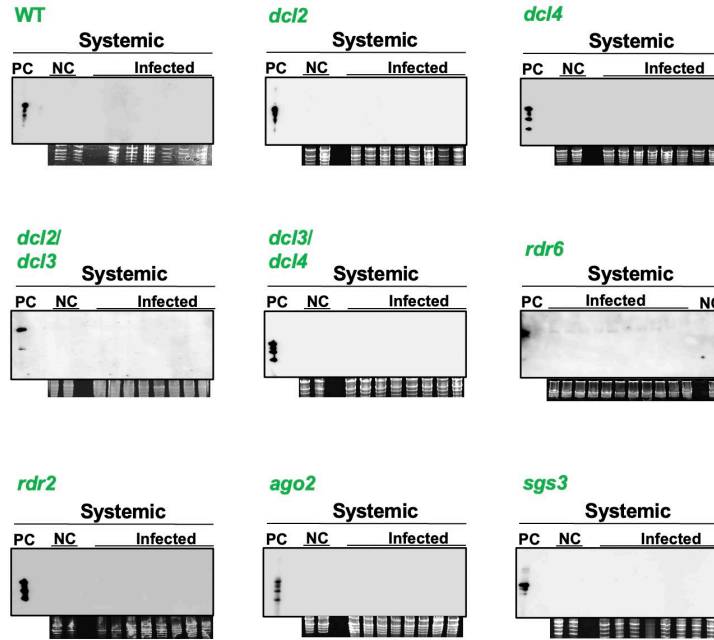 WT
Systemic
PC NC Infected
dcl2
Systemic
PC NC Infected
dcl4
Systemic
PC NC Infected
dcl2/
dcl3
Systemic
PC NC Infected
dcl3/
dcl4
Systemic
PC NC Infected
rdr6
Systemic
PC Infected NC
rdr2
Systemic
PC NC Infected
ago2
Systemic
PC NC Infected
sgs3
Systemic
PC NC Infected